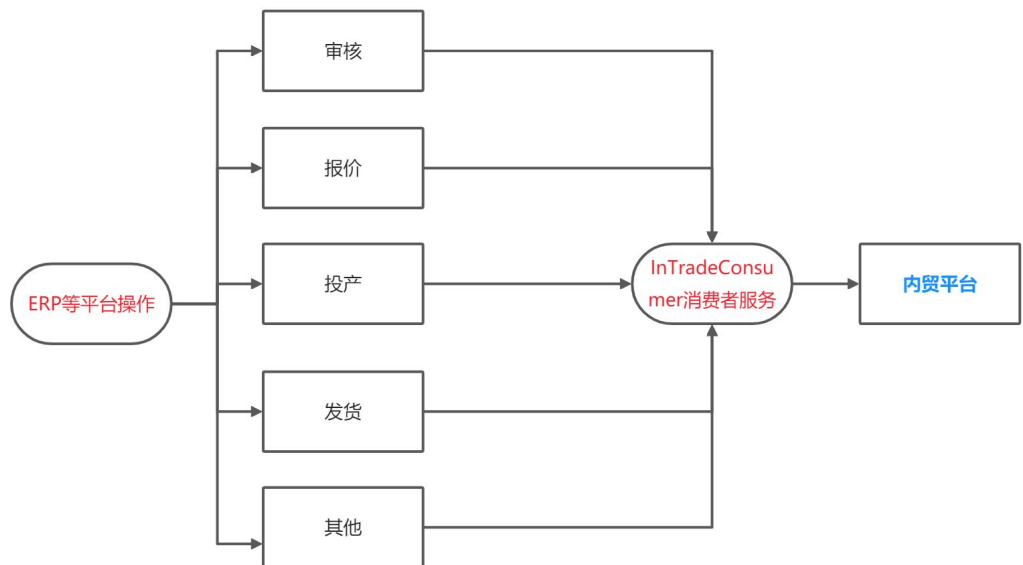 审核
报价
ERP等平台操作
投产
InTradeConsu
mer消费者服务
内贸平台
发货
其他